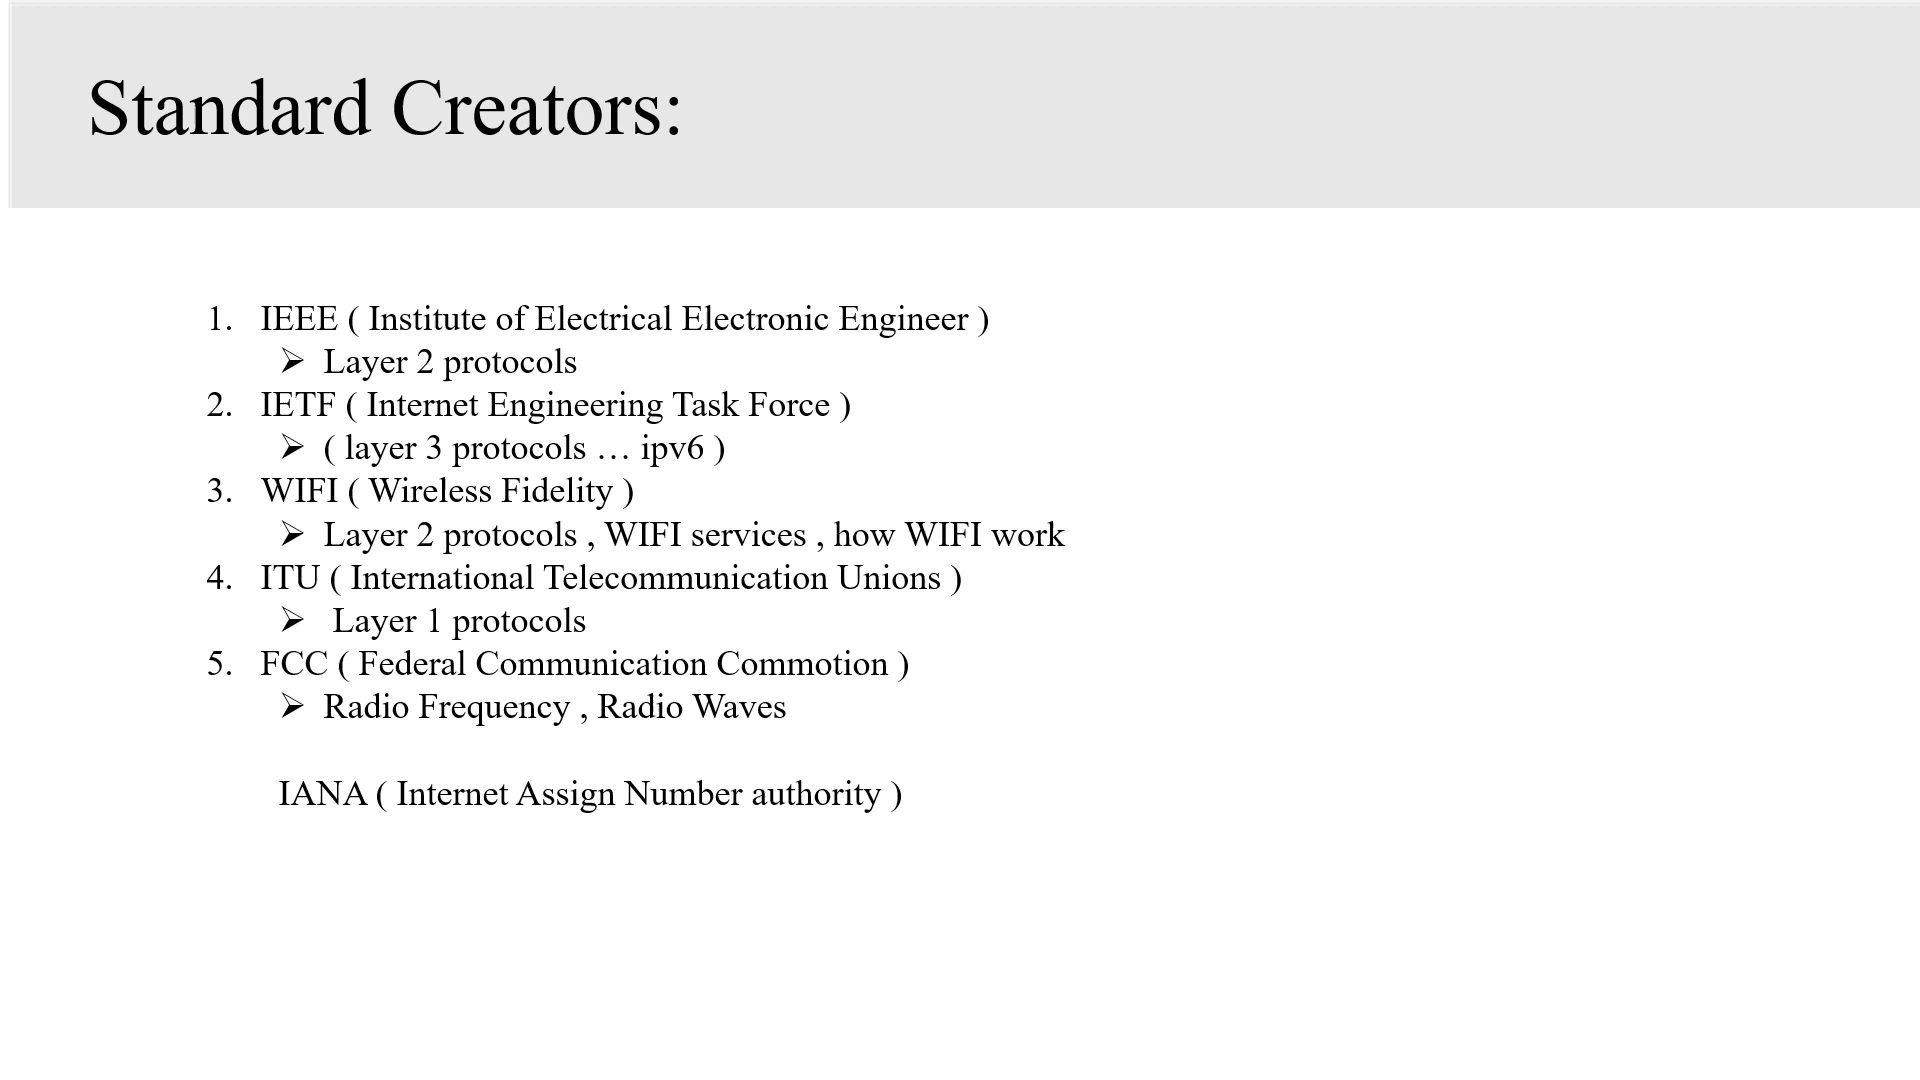 Standard Creators:
1. IEEE ( Institute of Electrical Electronic Engineer )
➢ Layer 2 protocols
2. IETF ( Internet Engineering Task Force )
➢ ( layer 3 protocols … ipv6 )
3. WIFI ( Wireless Fidelity )
➢ Layer 2 protocols , WIFI services , how WIFI work
4. ITU ( International Telecommunication Unions )
➢ Layer 1 protocols
5. FCC ( Federal Communication Commotion )
➢ Radio Frequency , Radio Waves
IANA ( Internet Assign Number authority )